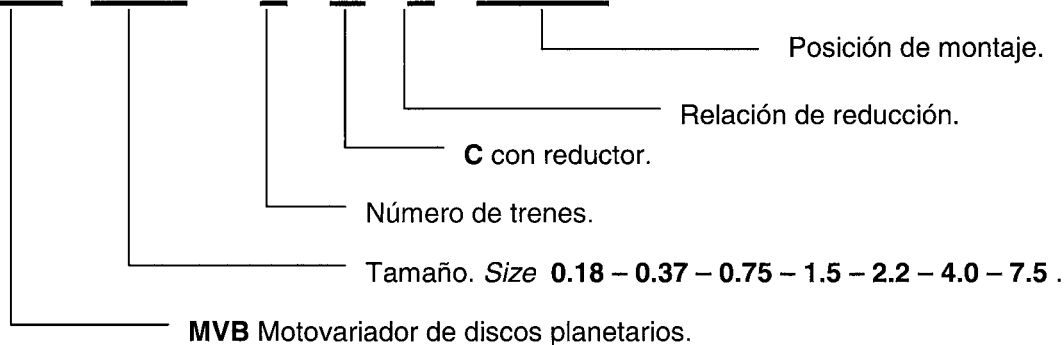 Posición de montaje.
Relación de reducción.
C con reductor.
Número de trenes.
Tamaño. Size 0.18 – 0.37 – 0.75 – 1.5 – 2.2 – 4.0 – 7.5 .
MVB Motovariador de discos planetarios.